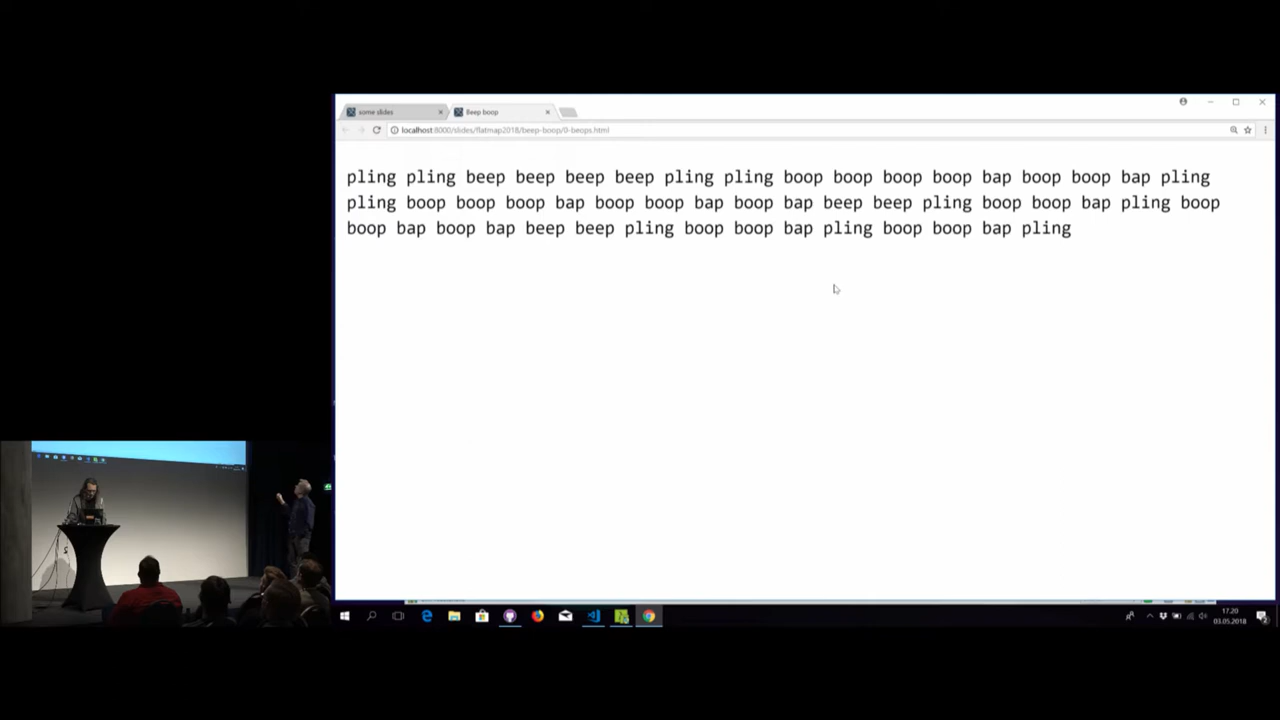 some slides
Beep boop
localhost:8000/slides/flatmap2018/beep-boop/0-beops.html
pling pling beep beep beep beep pling pling boop boop boop boop bap boop boop bap pling
pling boop boop boop bap boop boop bap boop bap beep beep pling boop boop bap pling boop
boop bap boop bap beep beep pling boop boop bap pling boop boop bap pling
17.20
03.05.2018